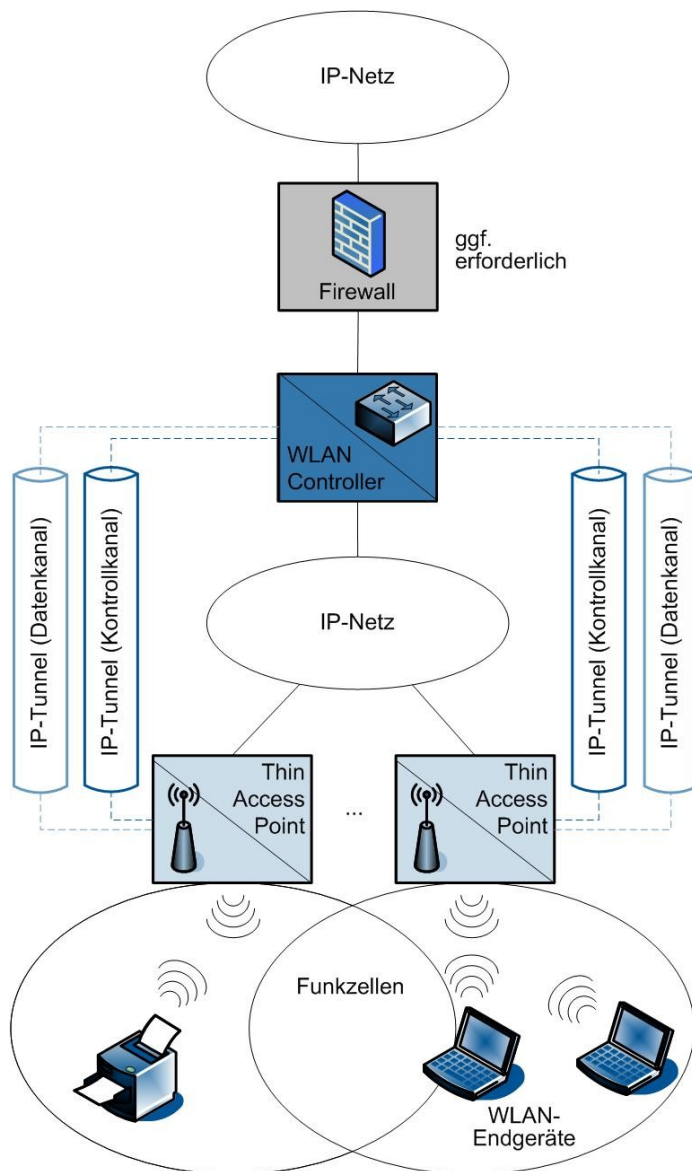 IP-Netz
Firewall
ggf.
erforderlich
WLAN
Controller
IP-Tunnel (Datenkanal)
IP-Tunnel (Kontrollkanal)
IP-Tunnel (Kontrollkanal)
IP-Tunnel (Datenkanal)
IP-Netz
Thin
Access
Point
...
Thin
Access
Point
Funkzellen
WLAN-
Endgeräte